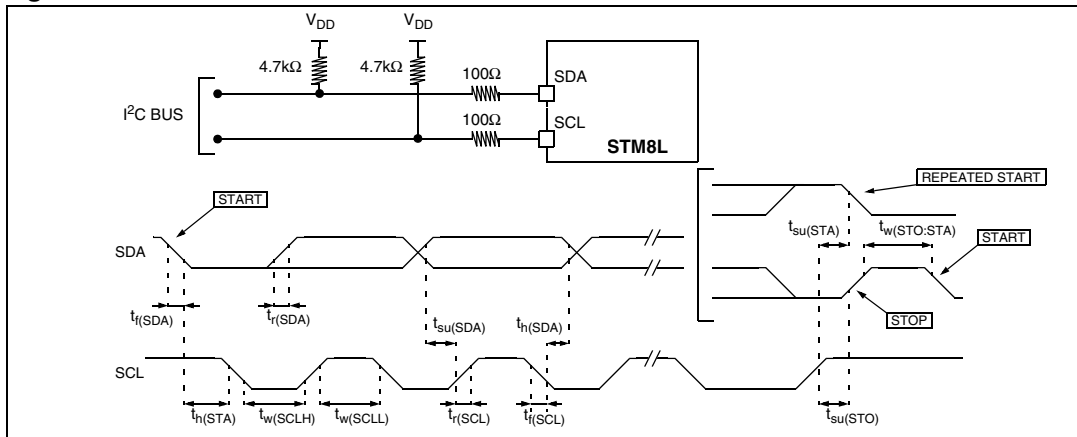 V_DD V_DD
4.7kΩ 4.7kΩ 100Ω SDA
I²C BUS
100Ω SCL
STM8L
REPEATED START
START
t_su(STA) t_w(STO:STA)
START
SDA
t_f(SDA) t_r(SDA) t_su(SDA) t_h(SDA)
STOP
SCL
t_h(STA) t_w(SCLH) t_w(SCLL) t_r(SCL) t_f(SCL) t_su(STO)